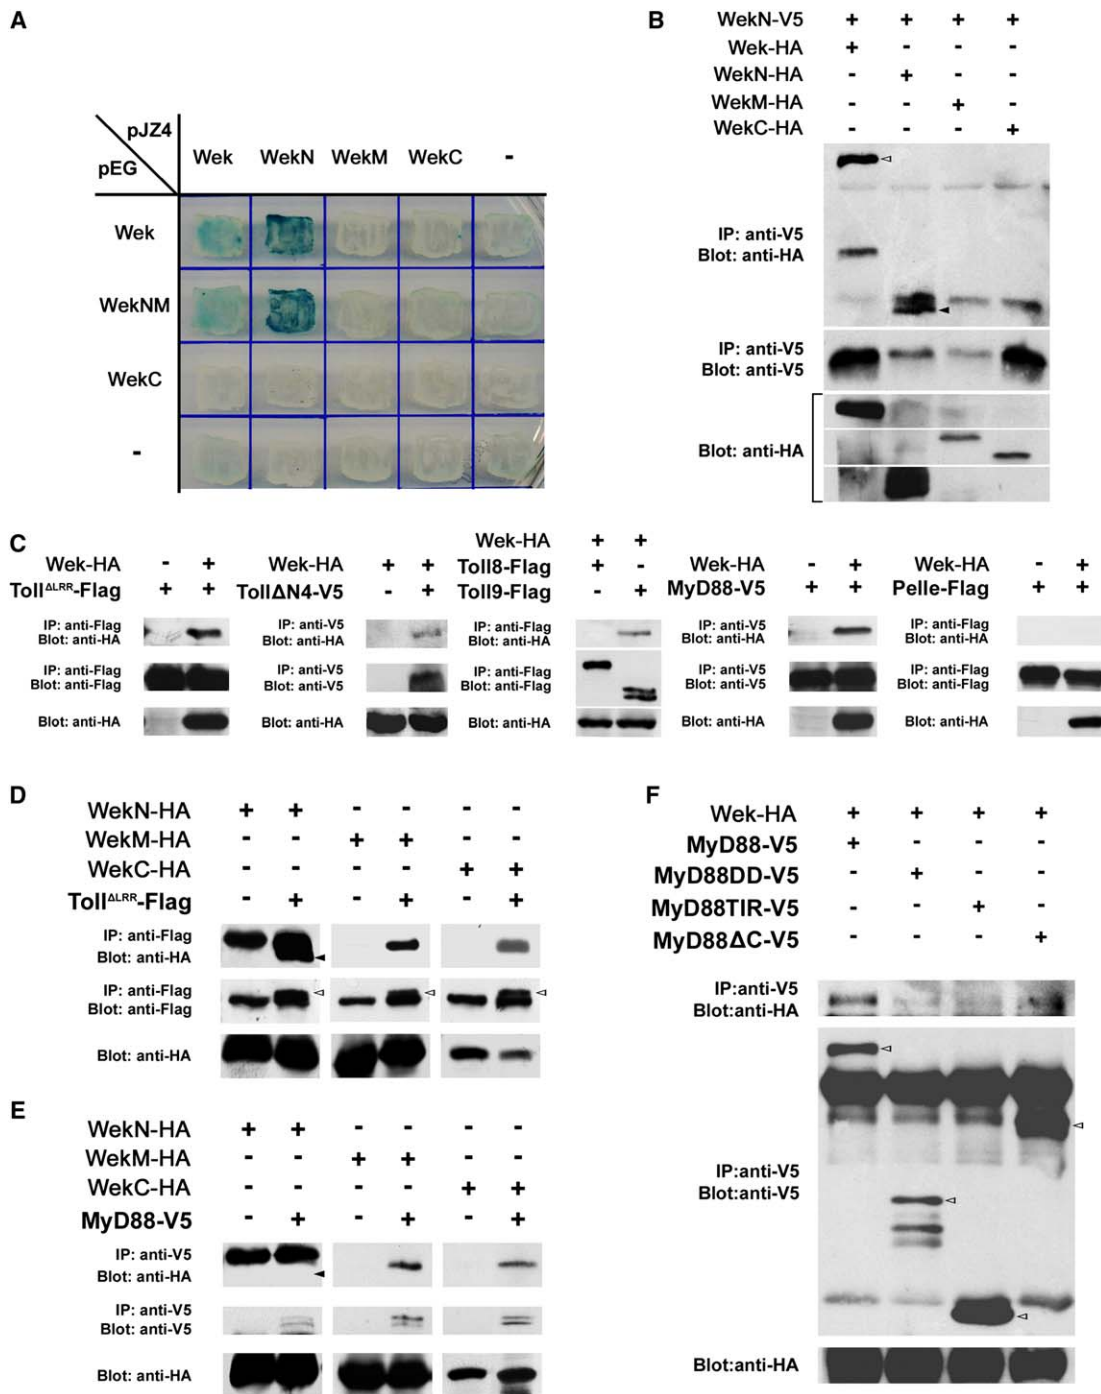 A
pJZ4
pEG
Wek WekN WekM WekC -
Wek
WekNM
WekC
-
B
WekN-V5 + + + +
Wek-HA + - - -
WekN-HA - + - -
WekM-HA - - + -
WekC-HA - - - +
IP: anti-V5
Blot: anti-HA
IP: anti-V5
Blot: anti-V5
Blot: anti-HA
C
Wek-HA - +
TollΔLRR-Flag + +
IP: anti-Flag
Blot: anti-HA
IP: anti-Flag
Blot: anti-Flag
Blot: anti-HA
Wek-HA + +
TollΔN4-V5 - +
IP: anti-V5
Blot: anti-HA
IP: anti-V5
Blot: anti-V5
Blot: anti-HA
Wek-HA + +
Toll8-Flag + -
Toll9-Flag - +
IP: anti-Flag
Blot: anti-HA
IP: anti-Flag
Blot: anti-Flag
Blot: anti-HA
Wek-HA - +
MyD88-V5 + +
IP: anti-V5
Blot: anti-HA
IP: anti-V5
Blot: anti-V5
Blot: anti-HA
Wek-HA - +
Pelle-Flag + +
IP: anti-Flag
Blot: anti-HA
IP: anti-Flag
Blot: anti-Flag
Blot: anti-HA
D
WekN-HA + + - - - -
WekM-HA - - + + - -
WekC-HA - - - - + +
TollΔLRR-Flag - + - + - +
IP: anti-Flag
Blot: anti-HA
IP: anti-Flag
Blot: anti-Flag
Blot: anti-HA
E
WekN-HA + + - - - -
WekM-HA - - + + - -
WekC-HA - - - - + +
MyD88-V5 - + - + - +
IP: anti-V5
Blot: anti-HA
IP: anti-V5
Blot: anti-V5
Blot: anti-HA
F
Wek-HA + + + +
MyD88-V5 + - - -
MyD88DD-V5 - + - -
MyD88TIR-V5 - - + -
MyD88ΔC-V5 - - - +
IP:anti-V5
Blot:anti-HA
IP:anti-V5
Blot:anti-V5
Blot:anti-HA